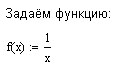 Задаём функцию:
f(x) := 1/x